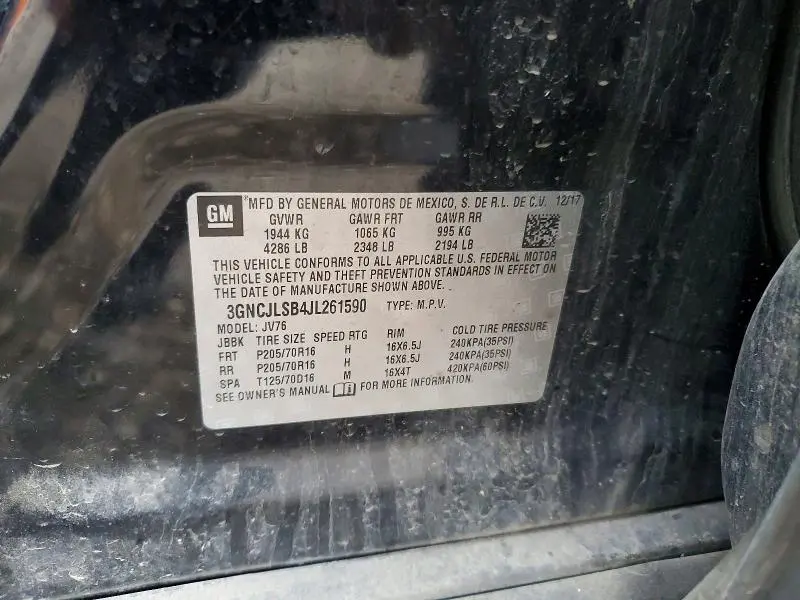 GM
MFD BY GENERAL MOTORS DE MEXICO, S. DE R.L. DE C.V. 12/17
GVWR GAWR FRT GAWR RR
1944 KG 1065 KG 995 KG
4286 LB 2348 LB 2194 LB
THIS VEHICLE CONFORMS TO ALL APPLICABLE U.S. FEDERAL MOTOR
VEHICLE SAFETY AND THEFT PREVENTION STANDARDS IN EFFECT ON
THE DATE OF MANUFACTURE SHOWN ABOVE.
3GNCJLSB4JL261590 TYPE: M.P.V.
MODEL: JV76
JBBK TIRE SIZE SPEED RTG RIM COLD TIRE PRESSURE
FRT P205/70R16 H 16X6.5J 240KPA(35PSI)
RR P205/70R16 H 16X6.5J 240KPA(35PSI)
SPA T125/70D16 M 16X4T 420KPA(60PSI)
SEE OWNER'S MANUAL FOR MORE INFORMATION.